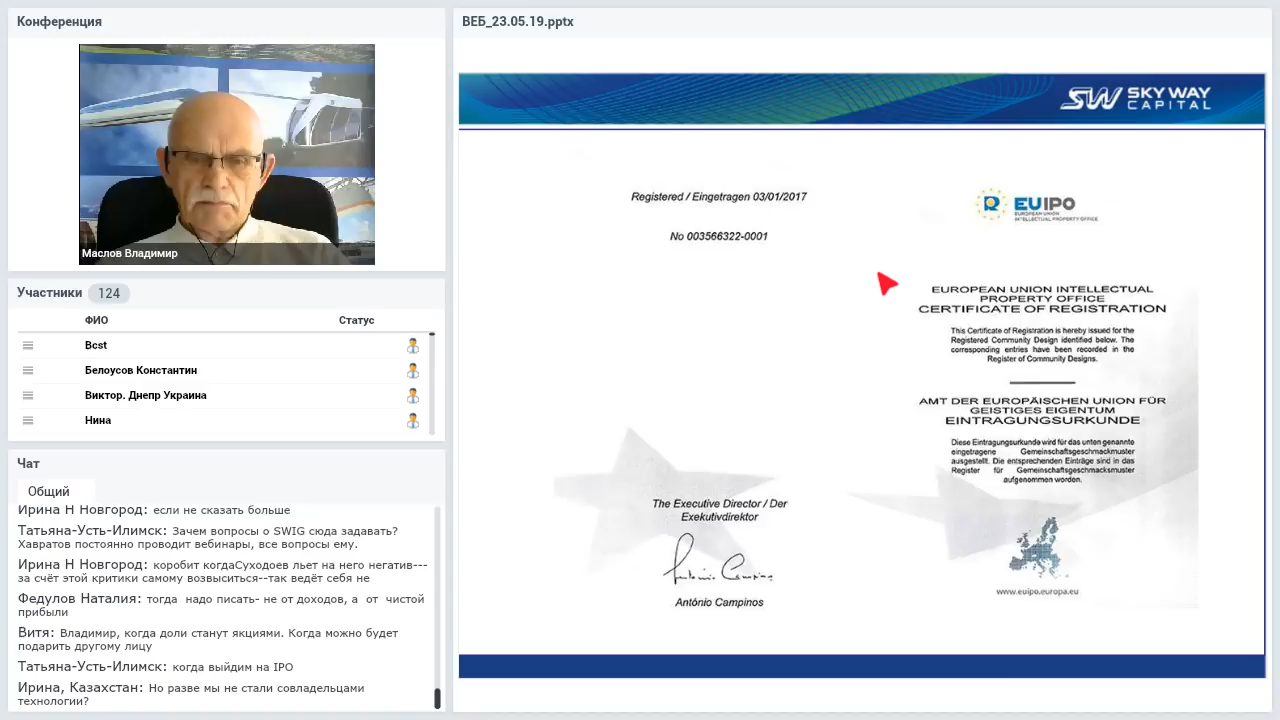 Конференция
Маслов Владимир
Участники 124
ФИО Статус
Bcst
Белоусов Константин
Виктор. Днепр Украина
Нина
Чат
Общий
Ирина Н Новгород: если не сказать больше
Татьяна-Усть-Илимск: Зачем вопросы о SWIG сюда задавать?
Хавратов постоянно проводит вебинары, все вопросы ему.
Ирина Н Новгород: коробит когдаСуходоев льет на него негатив---
за счёт этой критики самому возвыситься--так ведёт себя не
Федулов Наталия: тогда надо писать- не от доходов, а от чистой
прибыли
Витя: Владимир, когда доли станут якциями. Когда можно будет
подарить другому лицу
Татьяна-Усть-Илимск: когда выйдим на IPO
Ирина, Казахстан: Но разве мы не стали совладельцами
технологии?
ВЕБ_23.05.19.pptx
SW SKY WAY
CAPITAL
Registered / Eingetragen 03/01/2017
No 003566322-0001
The Executive Director / Der
Exekutivdirektor
António Campinos
R EUIPO
EUROPEAN UNION
INTELLECTUAL PROPERTY OFFICE
EUROPEAN UNION INTELLECTUAL
PROPERTY OFFICE
CERTIFICATE OF REGISTRATION
This Certificate of Registration is hereby issued for the
Registered Community Design identified below. The
corresponding entries have been recorded in the
Register of Community Designs.
AMT DER EUROPÄISCHEN UNION FÜR
GEISTIGES EIGENTUM
EINTRAGUNGSURKUNDE
Diese Eintragungsurkunde wird für das unten genannte
eingetragene Gemeinschaftsgeschmacksmuster
ausgestellt. Die entsprechenden Einträge sind in das
Register für Gemeinschaftsgeschmacksmuster
aufgenommen worden.
www.euipo.europa.eu